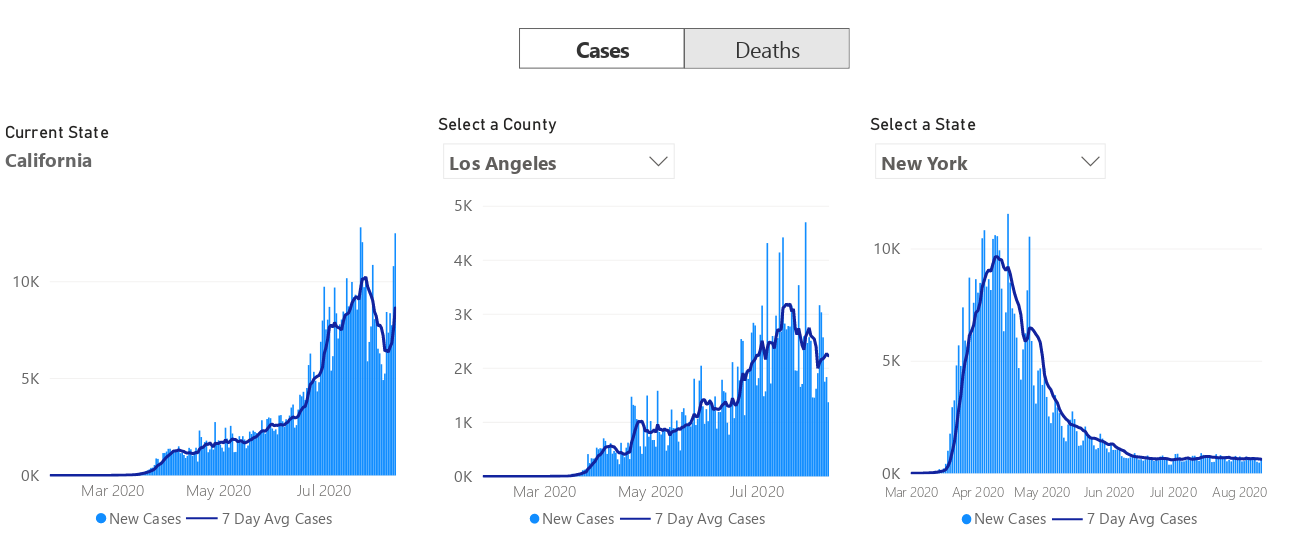 Cases Deaths
Current State
California
10K
5K
0K
Mar 2020 May 2020 Jul 2020
New Cases 7 Day Avg Cases
Select a County
Los Angeles
5K
4K
3K
2K
1K
0K
Mar 2020 May 2020 Jul 2020
New Cases 7 Day Avg Cases
Select a State
New York
10K
5K
0K
Mar 2020 Apr 2020 May 2020 Jun 2020 Jul 2020 Aug 2020
New Cases 7 Day Avg Cases